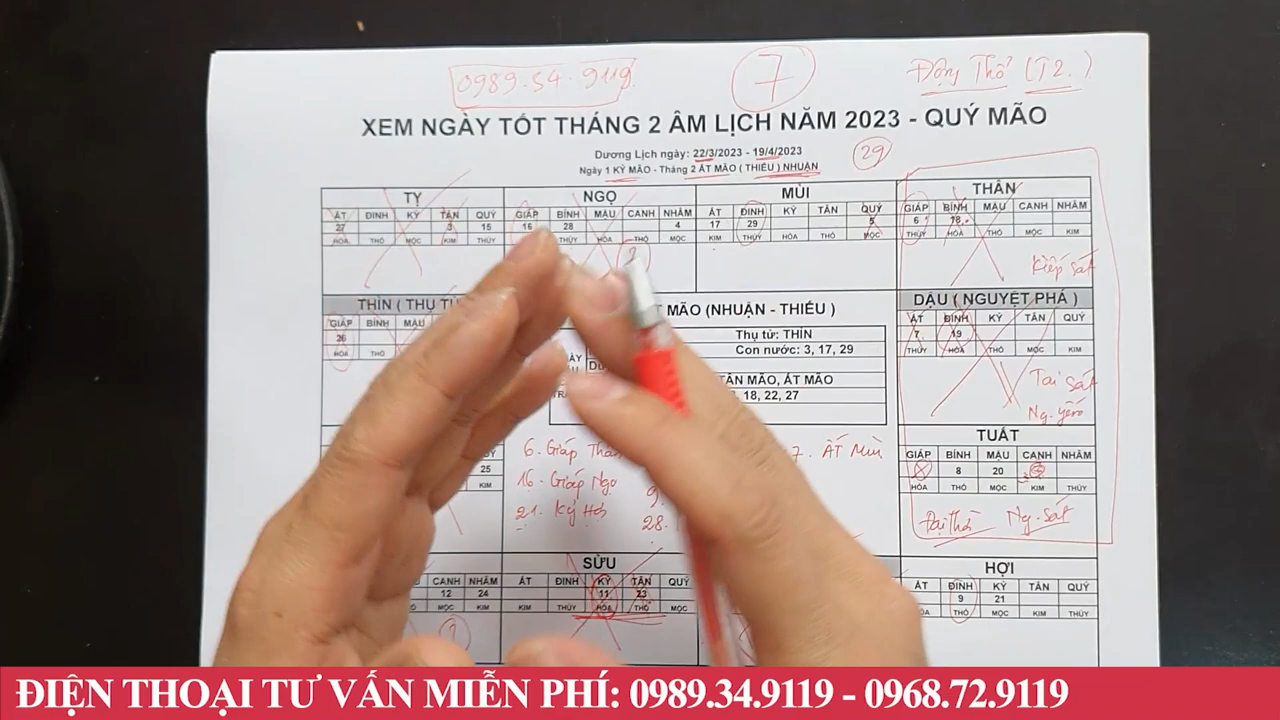 0989.54.9119
7
Động Thổ (T2.)
XEM NGÀY TỐT THÁNG 2 ÂM LỊCH NĂM 2023 - QUÝ MÃO
Dương Lịch ngày: 22/3/2023 - 19/4/2023
29
Ngày 1 KỶ MÃO - Tháng 2 ẤT MÃO ( THIẾU ) NHUẬN
TỴ NGỌ MÙI THÂN
ẤT ĐINH KỶ TÂN QUÝ GIÁP BÍNH MẬU CANH NHÂM ẤT ĐINH KỶ TÂN QUÝ GIÁP BÍNH MẬU CANH NHÂM
27 3 15 16 28 4 17 29 5 6 18
HỎA THỔ MỘC KIM THỦY THỦY HỎA THỔ MỘC KIM THỦY HỎA THỔ MỘC THỦY HỎA THỔ MỘC KIM
Kiếp sát
THÌN ( THỤ TỬ MÃO (NHUẬN - THIẾU ) DẬU ( NGUYỆT PHÁ )
GIÁP BÍNH MẬU Thụ tử: THÌN ẤT ĐINH KỶ TÂN QUÝ
26 Con nước: 3, 17, 29 7 19
HỎA THỔ THỦY HỎA THỔ MỘC KIM
TÂN MÃO, ẤT MÃO
18, 22, 27
Tai sát
Ng-yếm
TUẤT
6. Giáp Thân 7. ẤT Mùi
GIÁP BÍNH MẬU CANH NHÂM
25 8 20
KIM HỎA THỔ MỘC KIM THỦY
16. Giáp Ngọ 9.
21. Kỷ Hợi 28.
Đại Ng-sát
SỬU HỢI
CANH NHÂM ẤT ĐINH KỶ TÂN QUÝ ẤT ĐINH KỶ TÂN QUÝ
12 24 11 23 9 21
MỘC KIM KIM THỦY HỎA THỔ MỘC THỔ MỘC KIM THỦY
ĐIỆN THOẠI TƯ VẤN MIỄN PHÍ: 0989.34.9119 - 0968.72.9119